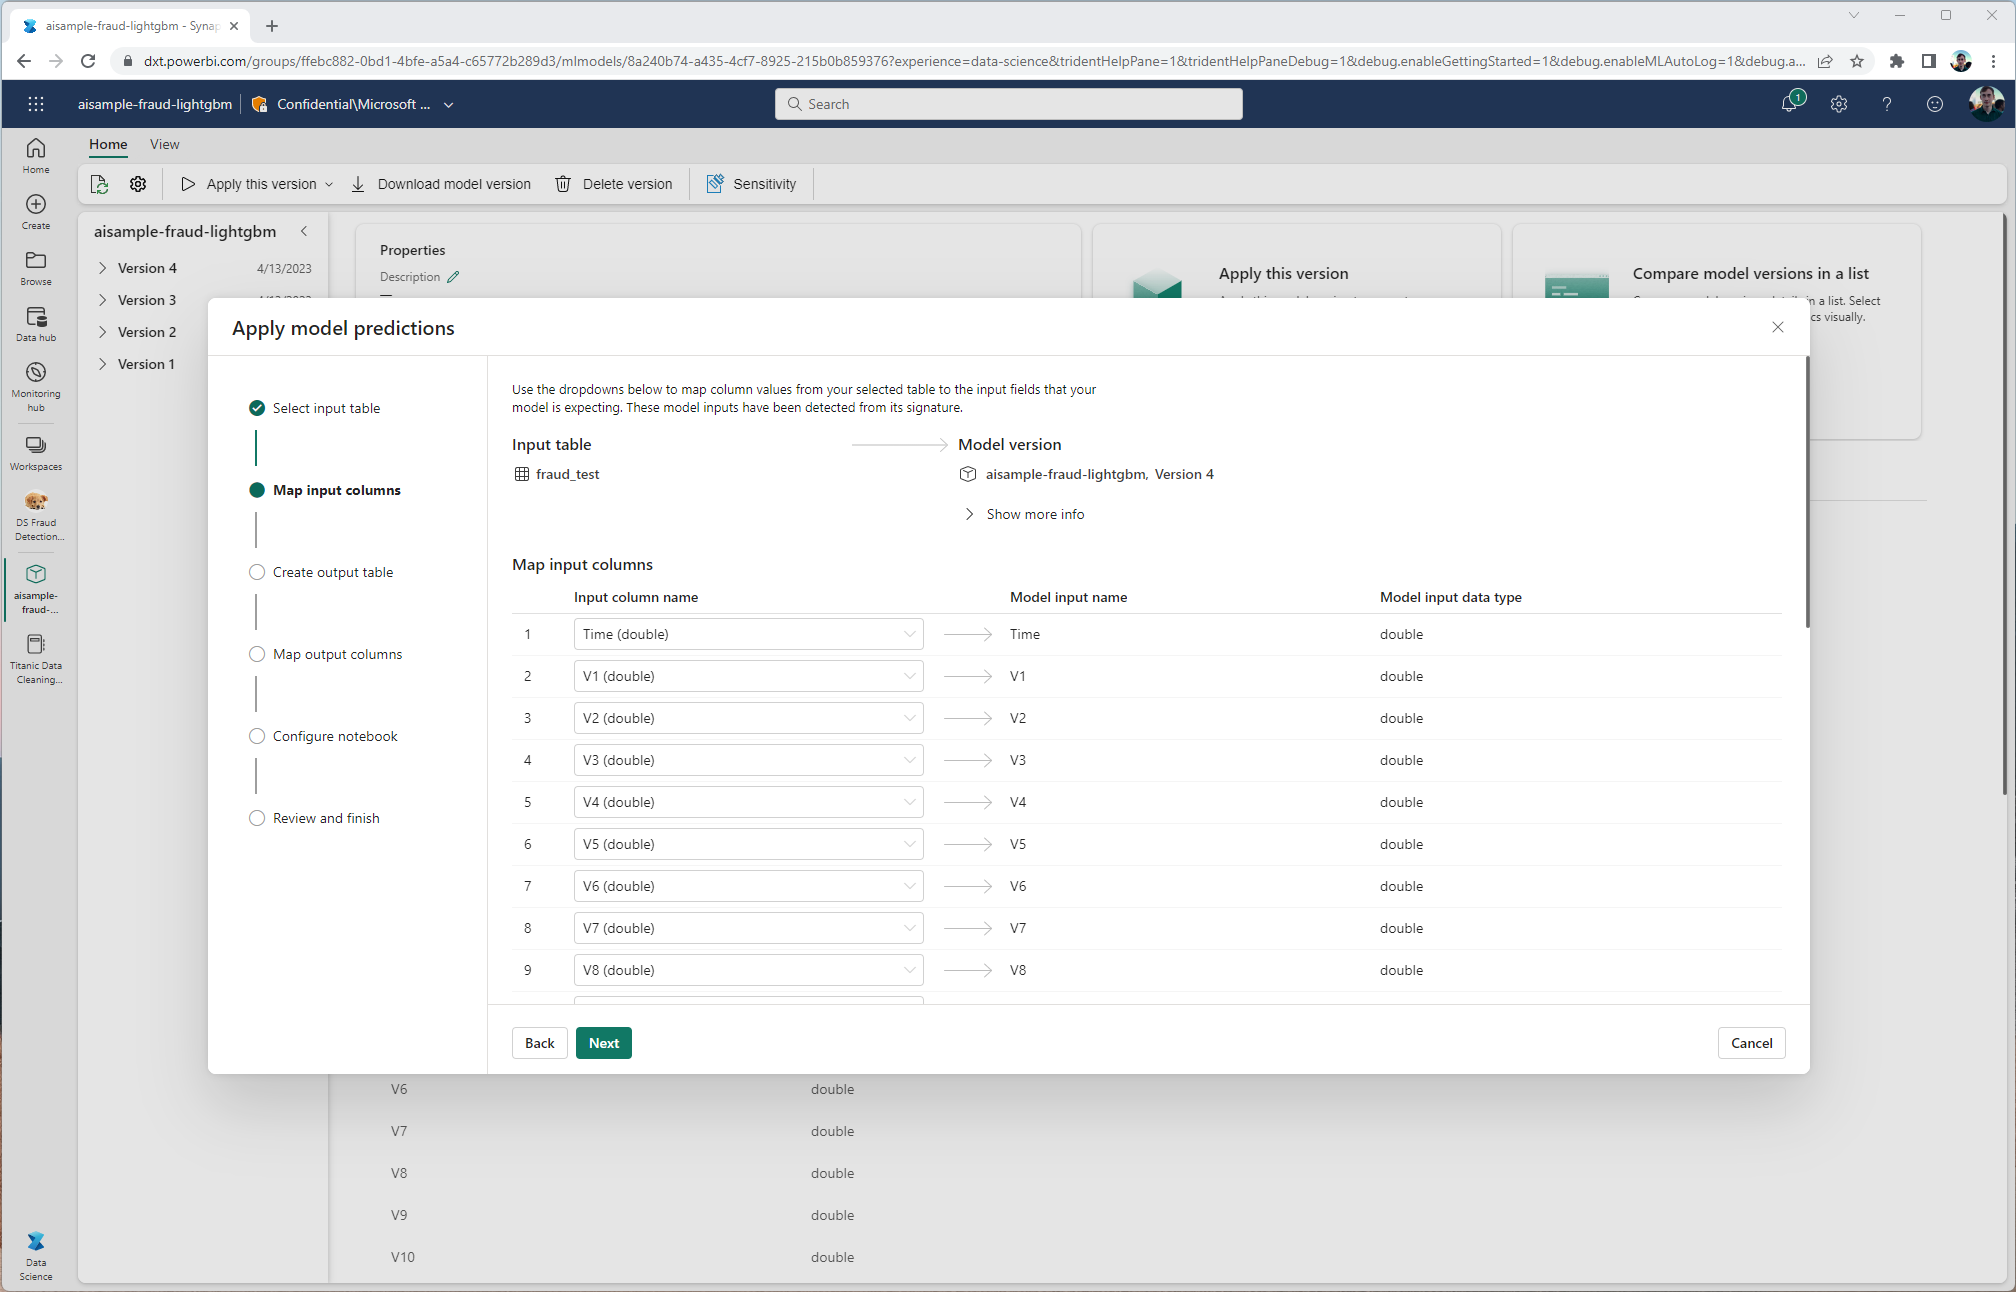 aisample-fraud-lightgbm - Synap
dxt.powerbi.com/groups/ffebc882-0bd1-4bfe-a5a4-c65772b289d3/mlmodels/8a240b74-a435-4cf7-8925-215b0b859376?experience=data-science&tridentHelpPane=1&tridentHelpPaneDebug=1&debug.enableGettingStarted=1&debug.enableMLAutoLog=1&debug.a...
aisample-fraud-lightgbm
Confidential\Microsoft ...
Search
1
Home
Create
Browse
Data hub
Monitoring
hub
Workspaces
DS Fraud
Detection...
aisample-
fraud-...
Titanic Data
Cleaning...
Data
Science
Home View
Apply this version
Download model version
Delete version
Sensitivity
aisample-fraud-lightgbm
Version 4 4/13/2023
Version 3
Version 2
Version 1
Properties
Description
Apply this version
Compare model versions in a list
in a list. Select
cs visually.
Apply model predictions
Select input table
Map input columns
Create output table
Map output columns
Configure notebook
Review and finish
Use the dropdowns below to map column values from your selected table to the input fields that your
model is expecting. These model inputs have been detected from its signature.
Input table Model version
fraud_test aisample-fraud-lightgbm, Version 4
Show more info
Map input columns
Input column name Model input name Model input data type
1 Time (double) Time double
2 V1 (double) V1 double
3 V2 (double) V2 double
4 V3 (double) V3 double
5 V4 (double) V4 double
6 V5 (double) V5 double
7 V6 (double) V6 double
8 V7 (double) V7 double
9 V8 (double) V8 double
Back Next Cancel
V6 double
V7 double
V8 double
V9 double
V10 double